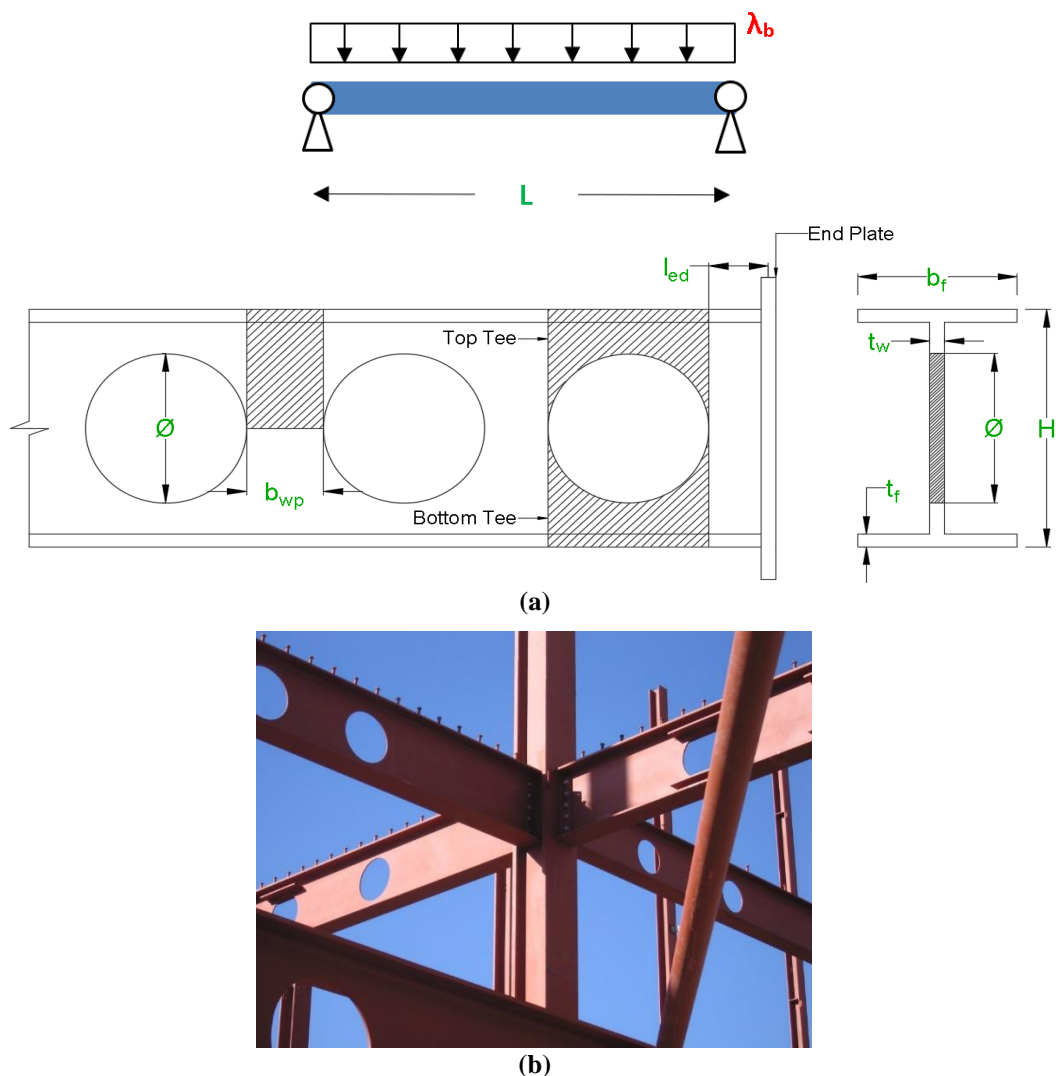 λb
L
End Plate
led
bf
Top Tee
tw
Ø
Ø
H
bwp
tf
Bottom Tee
(a)
(b)